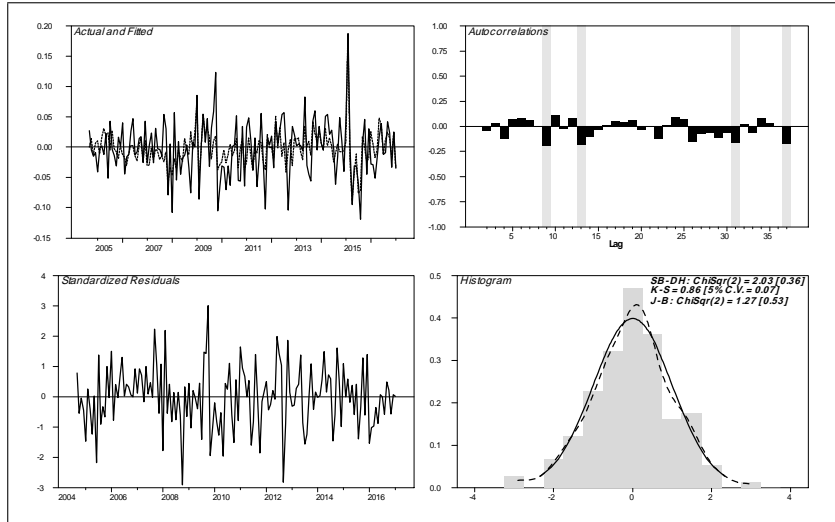 Actual and Fitted
0.20
0.15
0.10
0.05
0.00
-0.05
-0.10
-0.15
2005 2007 2009 2011 2013 2015
Autocorrelations
1.00
0.75
0.50
0.25
0.00
-0.25
-0.50
-0.75
-1.00
5 10 15 20 25 30 35
Lag
Standardized Residuals
4
3
2
1
0
-1
-2
-3
2004 2006 2008 2010 2012 2014 2016
Histogram
SB-DH: ChiSqr(2) = 2.03 [0.36]
K-S = 0.86 [5% C.V. = 0.07]
J-B: ChiSqr(2) = 1.27 [0.53]
0.5
0.4
0.3
0.2
0.1
0.0
-4 -2 0 2 4